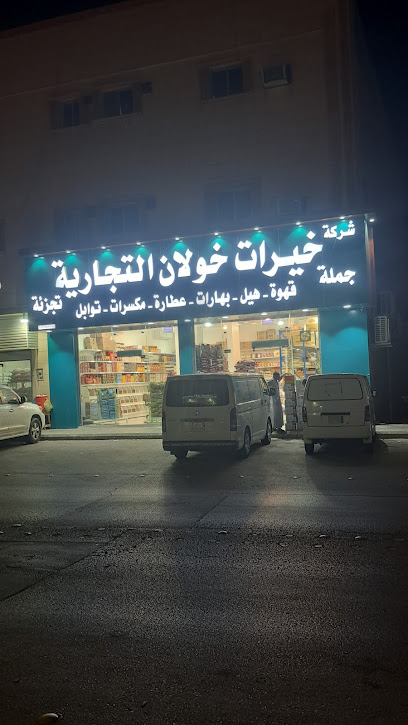 شركة خيرات خولان التجارية
جملة تجزئة
قهوة - هيل - بهارات - عطارة - مكسرات - توابل